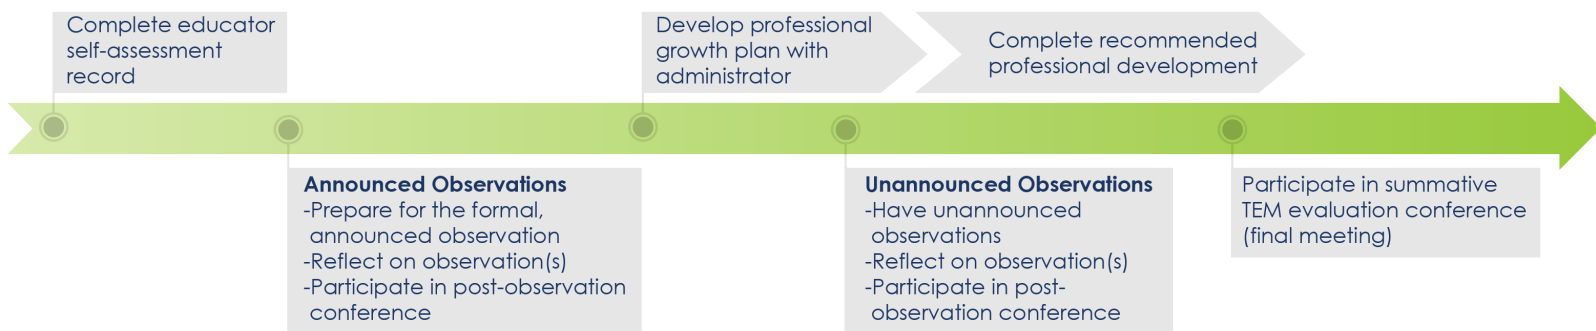 Complete educator
self-assessment
record
Develop professional
growth plan with
administrator
Complete recommended
professional development
Announced Observations
-Prepare for the formal,
announced observation
-Reflect on observation(s)
-Participate in post-observation
conference
Unannounced Observations
-Have unannounced
observations
-Reflect on observation(s)
-Participate in post-
observation conference
Participate in summative
TEM evaluation conference
(final meeting)